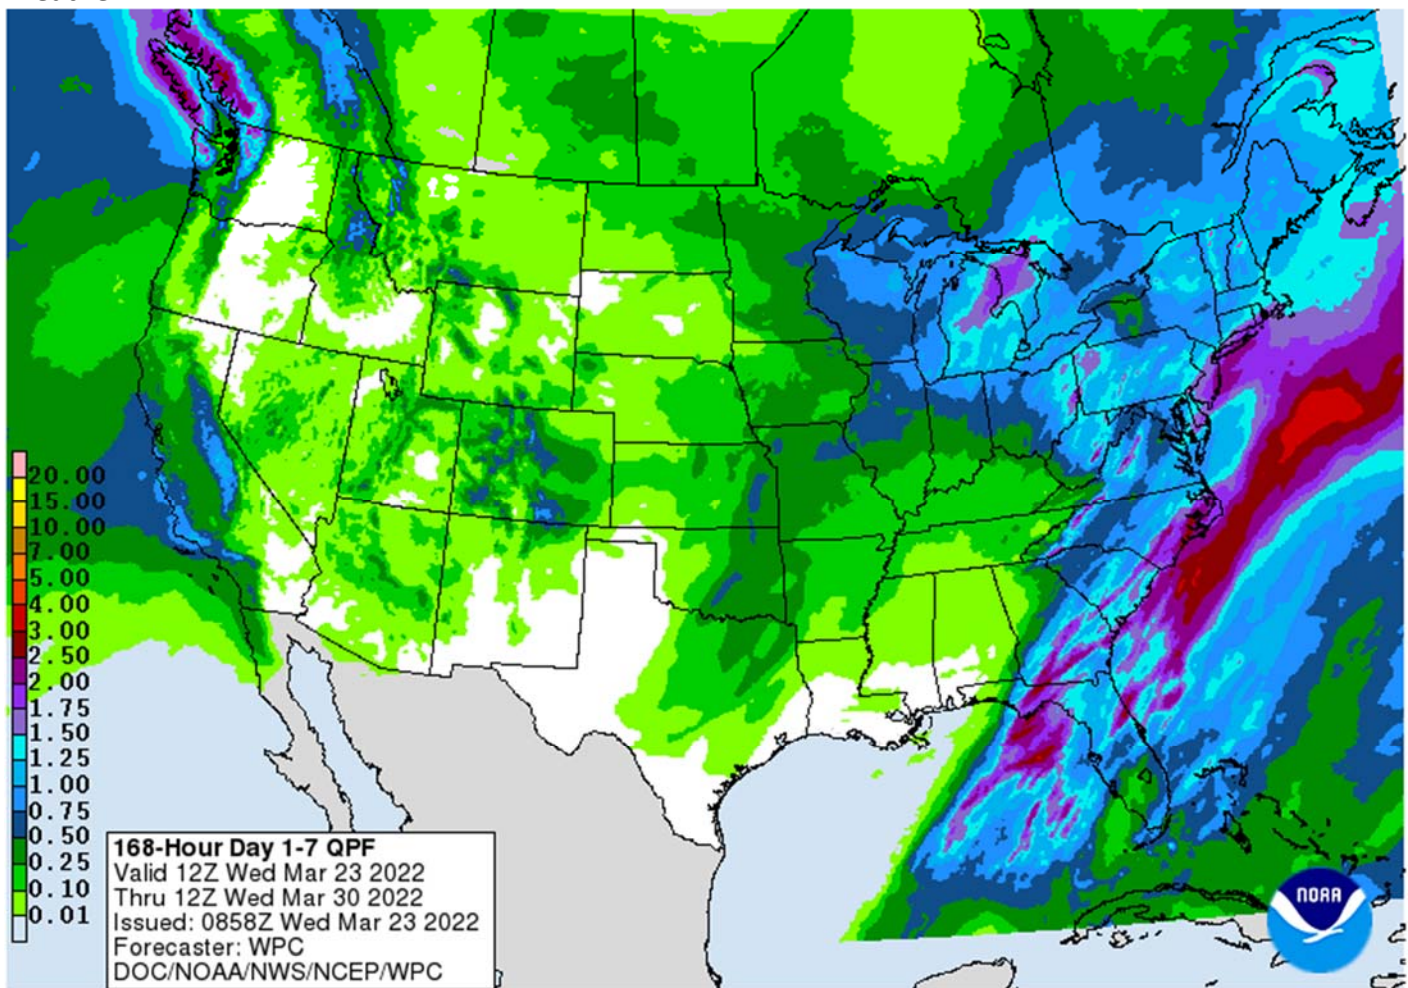 20.00
15.00
10.00
7.00
5.00
4.00
3.00
2.50
2.00
1.75
1.50
1.25
1.00
0.75
0.50
0.25
0.10
0.01
168-Hour Day 1-7 QPF
Valid 12Z Wed Mar 23 2022
Thru 12Z Wed Mar 30 2022
Issued: 0858Z Wed Mar 23 2022
Forecaster: WPC
DOC/NOAA/NWS/NCEP/WPC
NOAA